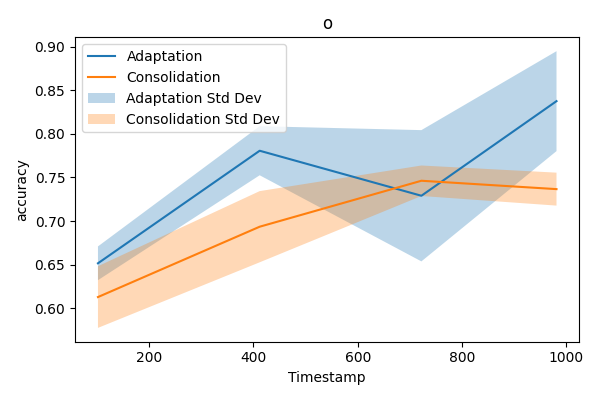 o
0.90
0.85
0.80
0.75
0.70
0.65
0.60
accuracy
Adaptation
Consolidation
Adaptation Std Dev
Consolidation Std Dev
200 400 600 800 1000
Timestamp